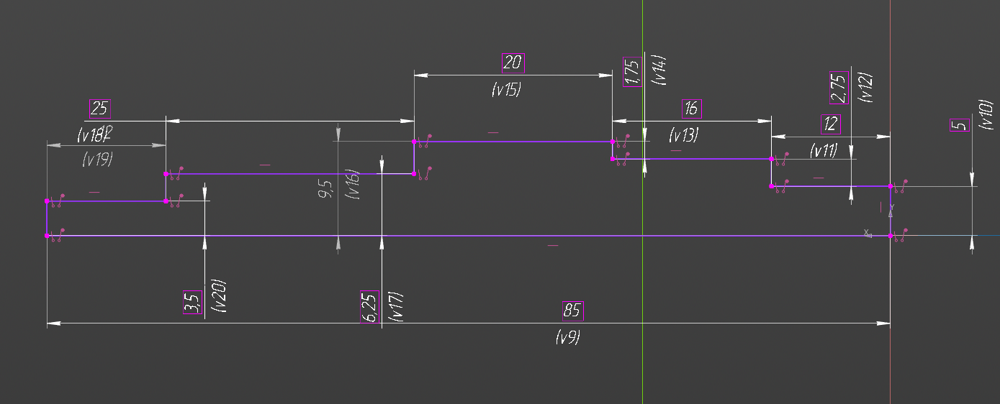 20
(v15)
1,75
(v14)
2,75
(v12)
25
(v18)
(v19)
16
(v13)
12
(v11)
5
(v10)
9,5
(v16)
Y
X
3,5
(v20)
6,25
(v17)
85
(v9)